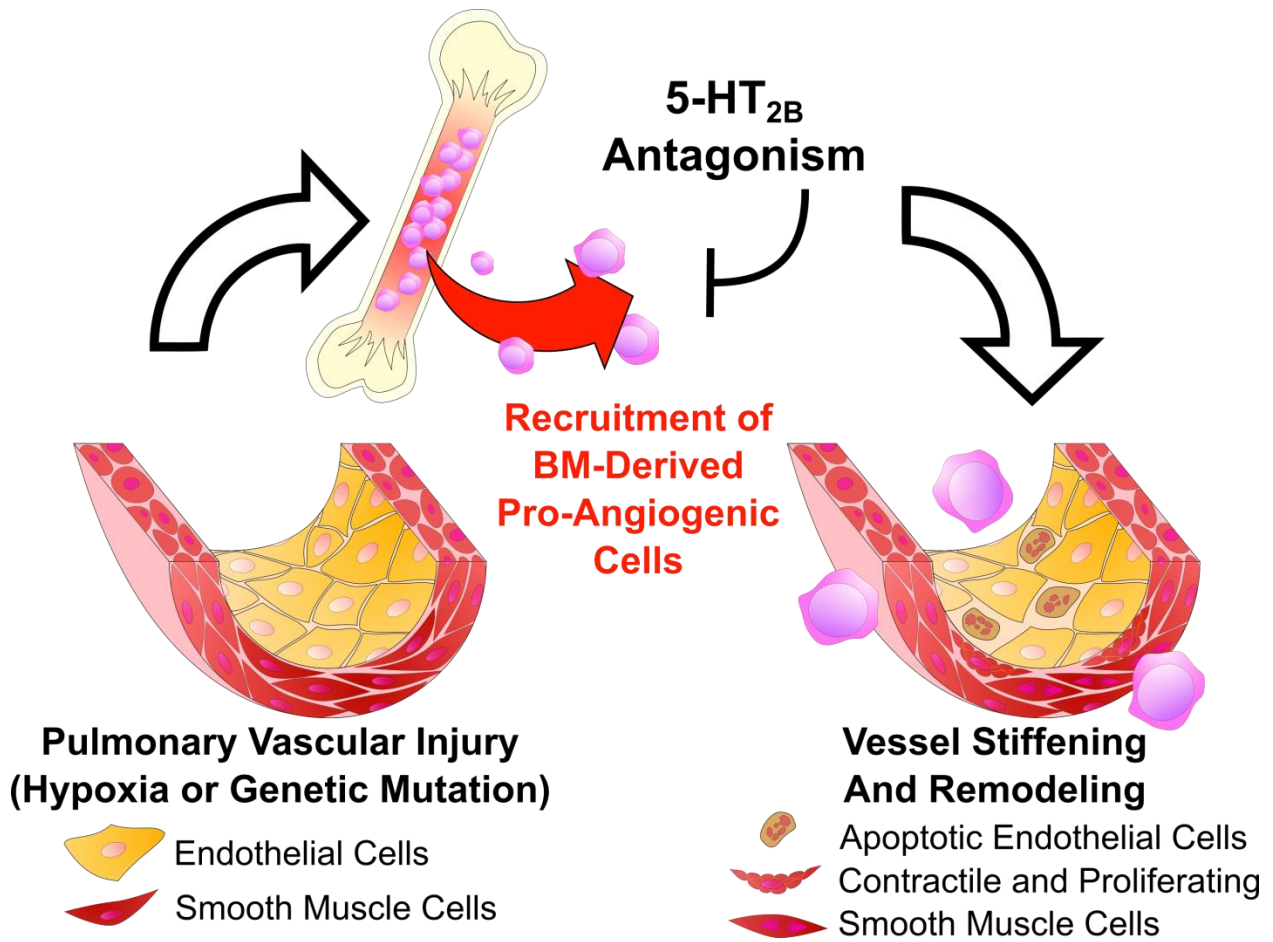 5-HT2B
Antagonism
Recruitment of
BM-Derived
Pro-Angiogenic
Cells
Pulmonary Vascular Injury
(Hypoxia or Genetic Mutation)
Endothelial Cells
Smooth Muscle Cells
Vessel Stiffening
And Remodeling
Apoptotic Endothelial Cells
Contractile and Proliferating
Smooth Muscle Cells